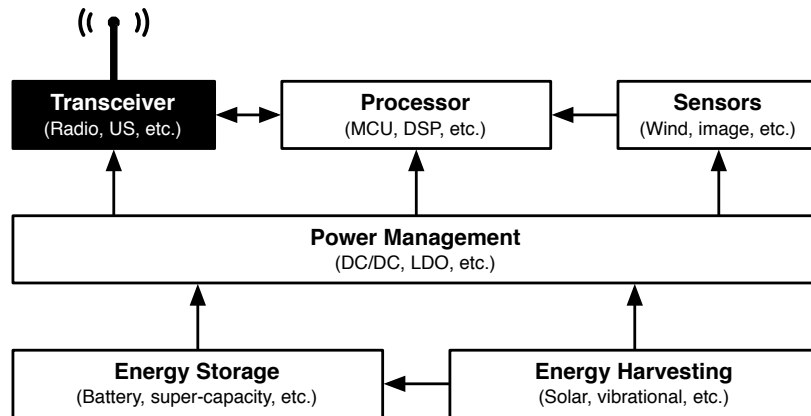 Transceiver
(Radio, US, etc.)
Processor
(MCU, DSP, etc.)
Sensors
(Wind, image, etc.)
Power Management
(DC/DC, LDO, etc.)
Energy Storage
(Battery, super-capacity, etc.)
Energy Harvesting
(Solar, vibrational, etc.)